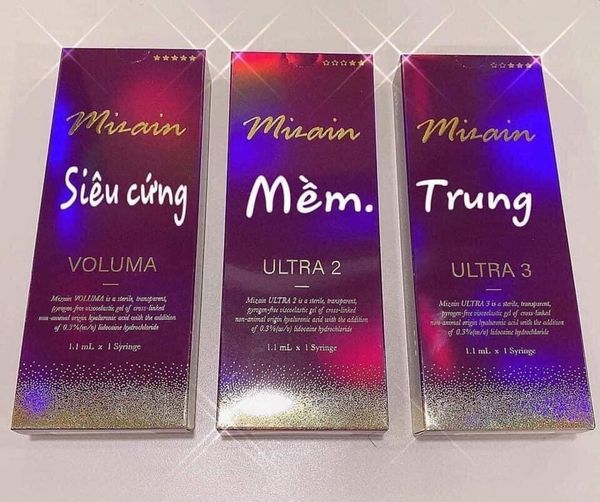 Mizain
Siêu cứng
VOLUMA
Mizain VOLUMA is a sterile, transparent,
pyrogen-free viscoelastic gel of cross-linked
non-animal origin hyaluronic acid with the addition
of 0.3%(w/v) lidocaine hydrochloride
1.1 mL x 1 Syringe
Mizain
Mềm.
ULTRA 2
Mizain ULTRA 2 is a sterile, transparent,
pyrogen-free viscoelastic gel of cross-linked
non-animal origin hyaluronic acid with the addition
of 0.3%(w/v) lidocaine hydrochloride
1.1 mL x 1 Syringe
Mizain
Trung
ULTRA 3
Mizain ULTRA 3 is a sterile, transparent,
pyrogen-free viscoelastic gel of cross-linked
non-animal origin hyaluronic acid with the addition
of 0.3%(w/v) lidocaine hydrochloride
1.1 mL x 1 Syringe